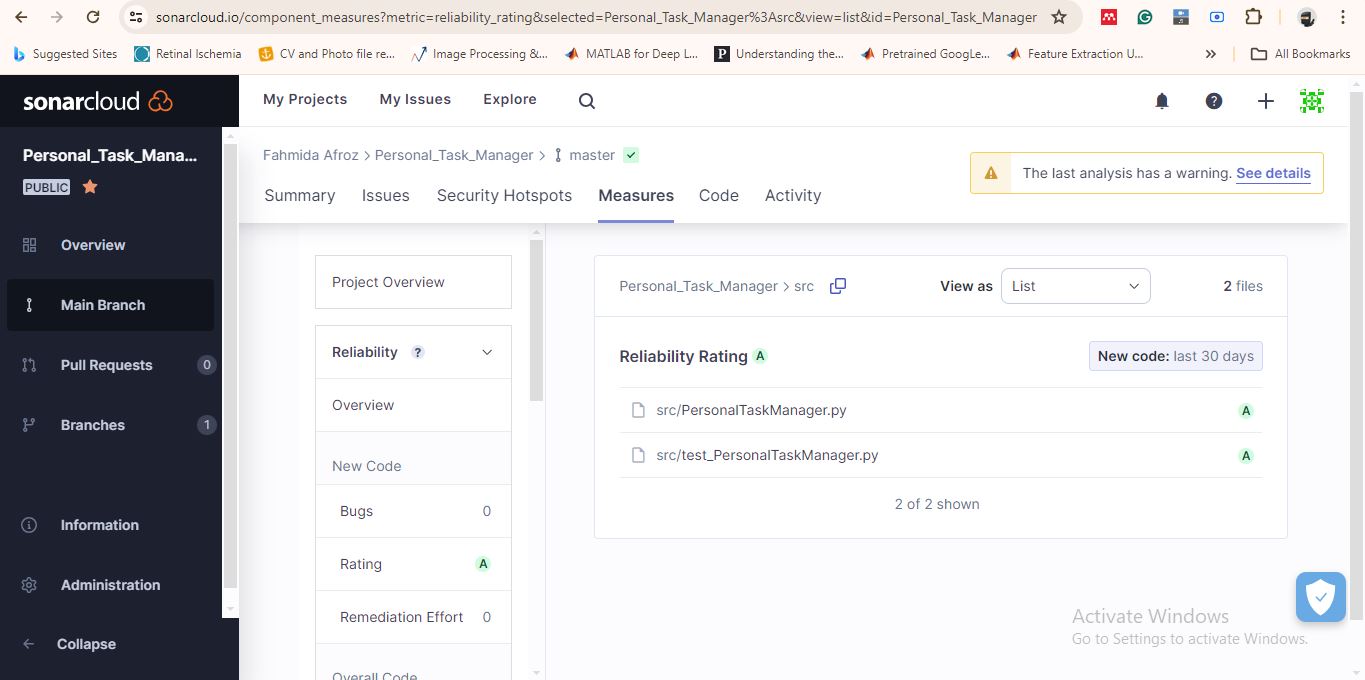 sonarcloud.io/component_measures?metric=reliability_rating&selected=Personal_Task_Manager%3Asrc&view=list&id=Personal_Task_Manager
Suggested Sites
Retinal Ischemia
CV and Photo file re...
Image Processing &...
MATLAB for Deep L...
P
Understanding the...
Pretrained GoogLe...
Feature Extraction U...
»
All Bookmarks
sonarcloud
My Projects
My Issues
Explore
?
Personal_Task_Mana...
PUBLIC
Overview
Main Branch
Pull Requests 0
Branches 1
Information
Administration
Collapse
Fahmida Afroz > Personal_Task_Manager > master
The last analysis has a warning. See details
Summary
Issues
Security Hotspots
Measures
Code
Activity
Project Overview
Reliability ?
Overview
New Code
Bugs 0
Rating A
Remediation Effort 0
Overall Code
Personal_Task_Manager > src
View as List
2 files
Reliability Rating A
New code: last 30 days
src/PersonalTaskManager.py A
src/test_PersonalTaskManager.py A
2 of 2 shown
Activate Windows
Go to Settings to activate Windows.